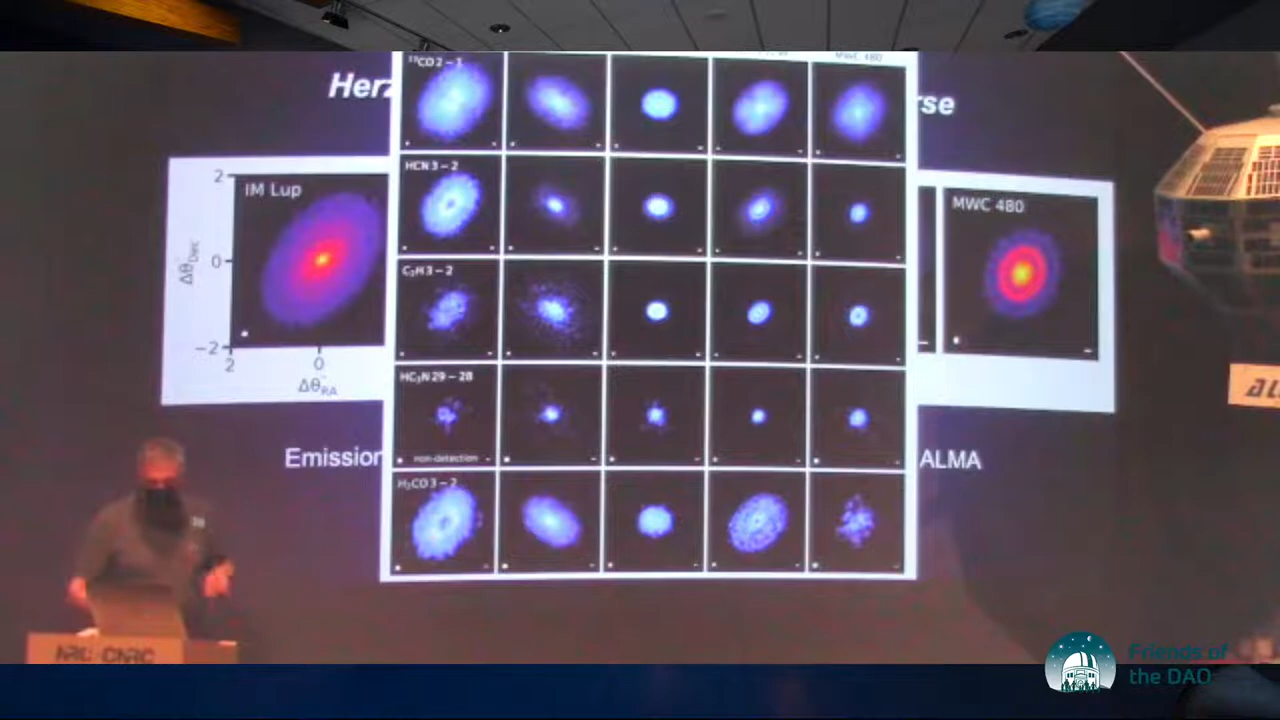 MWC 480
¹³CO 2–1
Herz
rse
HCN 3–2
2
IM Lup
MWC 480
0
Δθ_Dec
C₂H 3–2
−2
2
0
Δθ_RA
HC₃N 29–28
non-detection
Emission
ALMA
H₂CO 3–2
NRC·CNRC
Friends of
the DAO